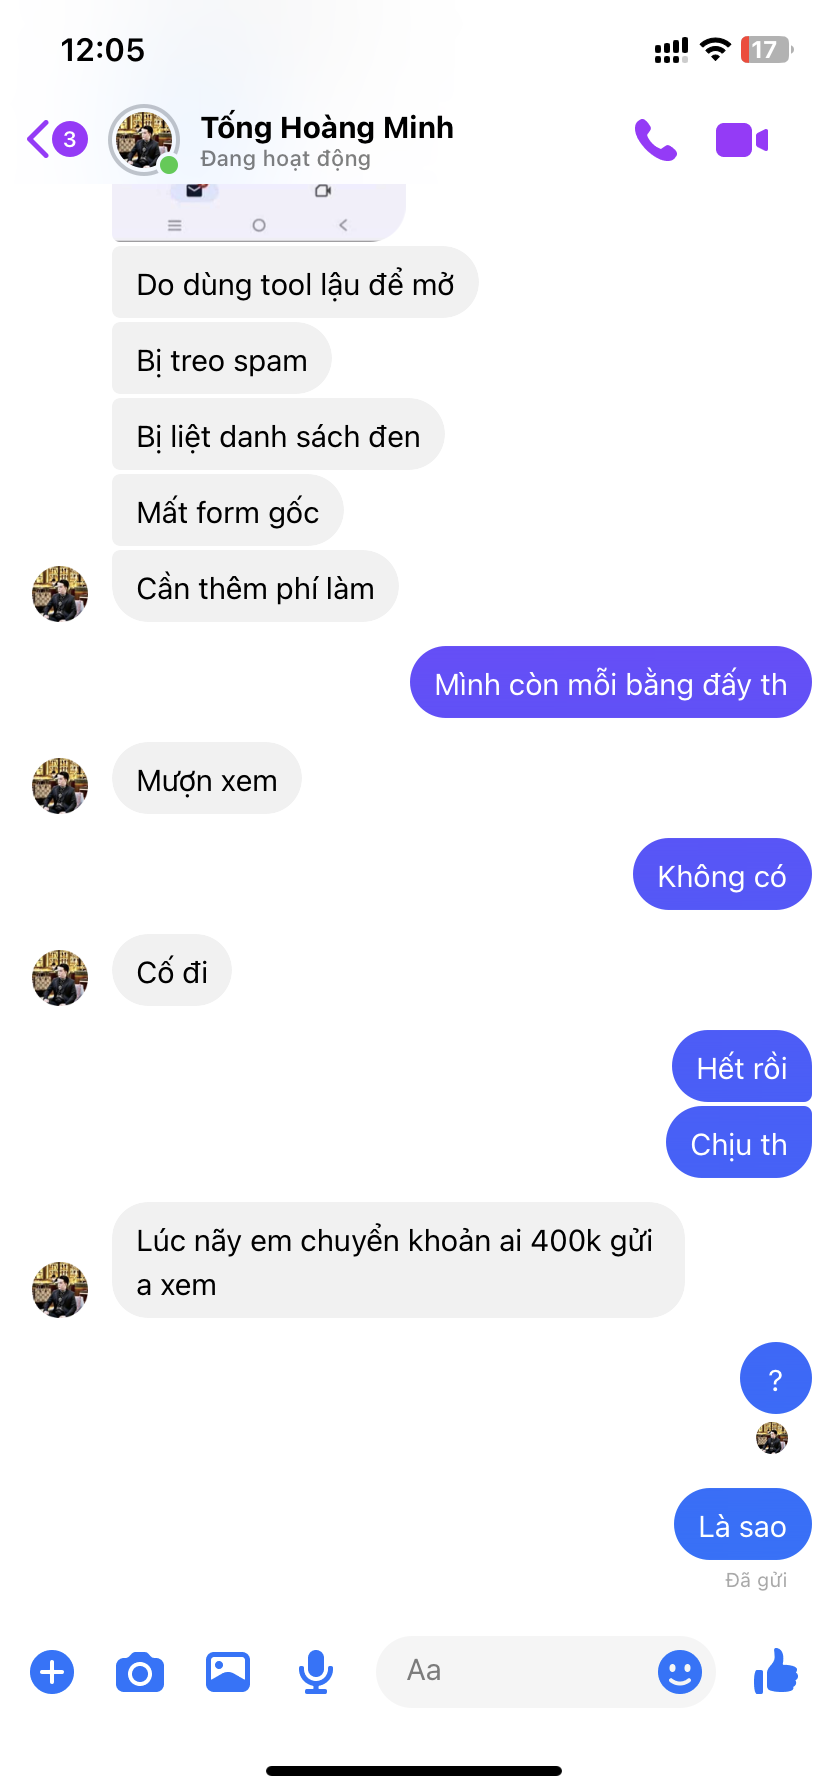 12:05
17
3
Tống Hoàng Minh
Đang hoạt động
Do dùng tool lậu để mở
Bị treo spam
Bị liệt danh sách đen
Mất form gốc
Cần thêm phí làm
Mình còn mỗi bằng đấy th
Mượn xem
Không có
Cố đi
Hết rồi
Chịu th
Lúc nãy em chuyển khoản ai 400k gửi
a xem
?
Là sao
Đã gửi
Aa